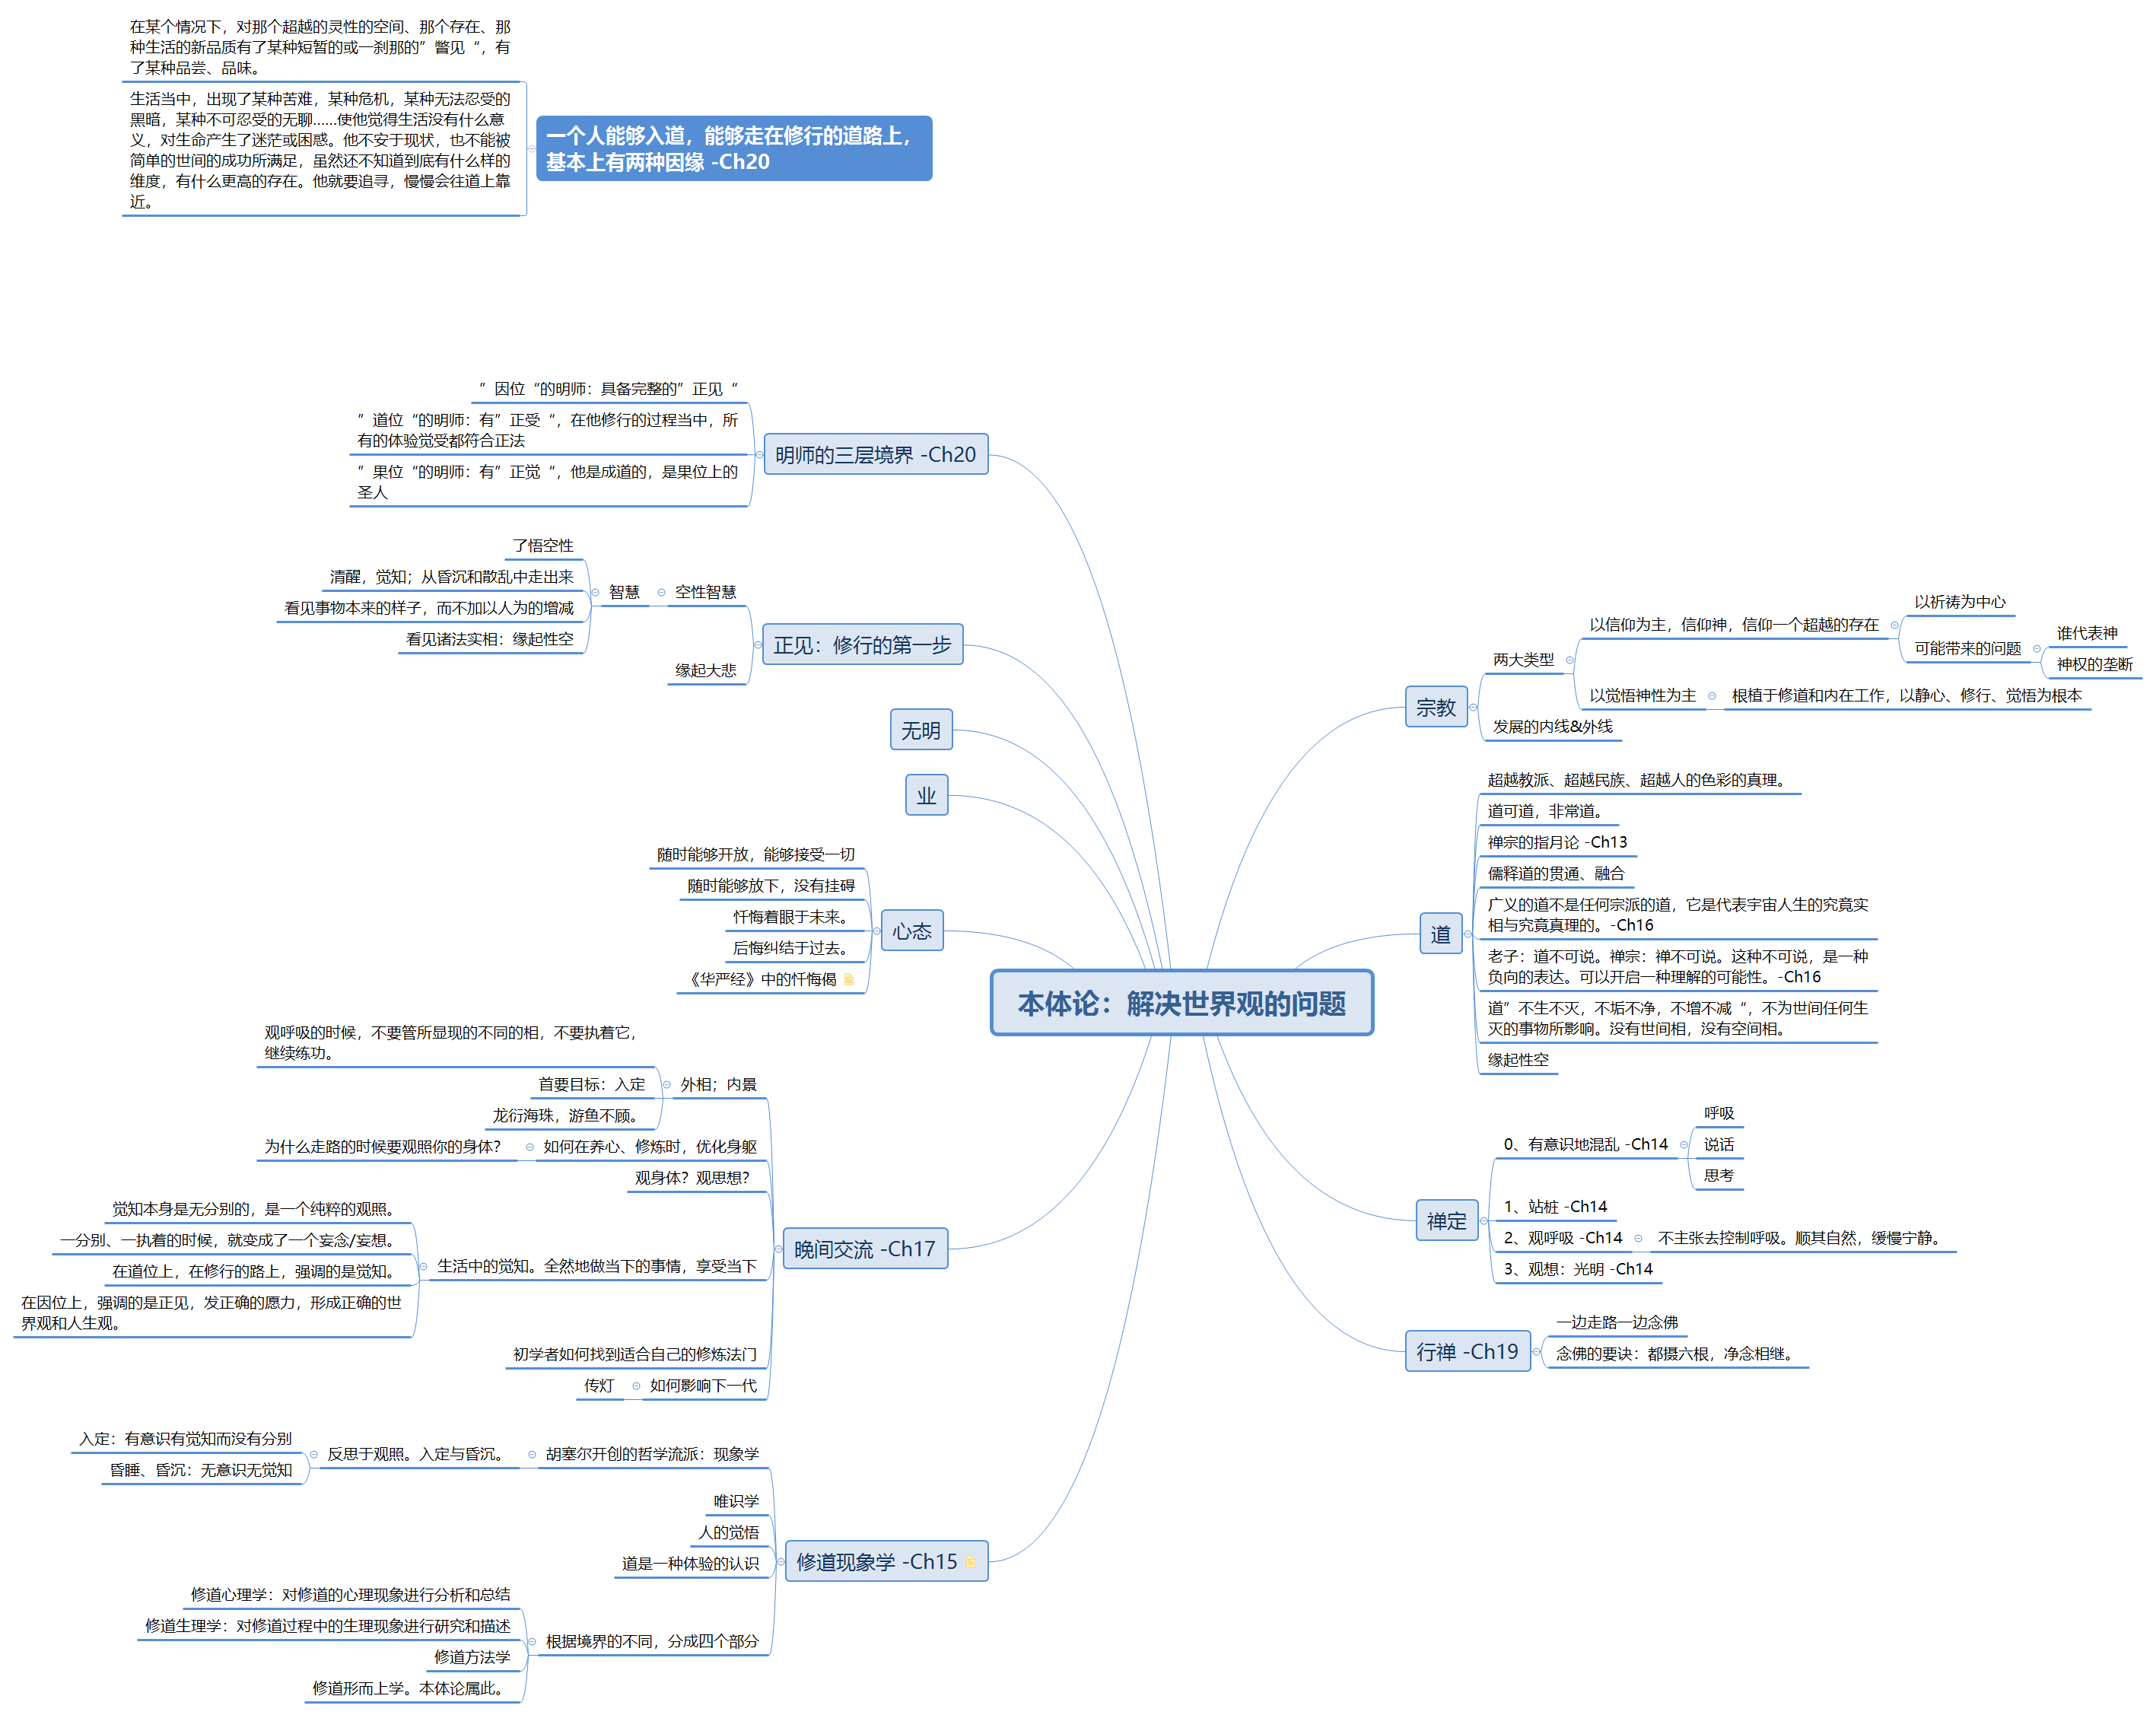 在某个情况下，对那个超越的灵性的空间、那个存在、那
种生活的新品质有了某种短暂的或一刹那的”瞥见“，有
了某种品尝、品味。
生活当中，出现了某种苦难，某种危机，某种无法忍受的
黑暗，某种不可忍受的无聊……使他觉得生活没有什么意
义，对生命产生了迷茫或困惑。他不安于现状，也不能被
简单的世间的成功所满足，虽然还不知道到底有什么样的
维度，有什么更高的存在。他就要追寻，慢慢会往道上靠
近。
一个人能够入道，能够走在修行的道路上，
基本上有两种因缘 -Ch20
”因位“的明师：具备完整的”正见“
”道位“的明师：有”正受“，在他修行的过程当中，所
有的体验觉受都符合正法
”果位“的明师：有”正觉“，他是成道的，是果位上的
圣人
明师的三层境界 -Ch20
了悟空性
清醒，觉知；从昏沉和散乱中走出来
看见事物本来的样子，而不加以人为的增减
看见诸法实相：缘起性空
智慧
空性智慧
缘起大悲
正见：修行的第一步
无明
业
随时能够开放，能够接受一切
随时能够放下，没有挂碍
忏悔着眼于未来。
后悔纠结于过去。
《华严经》中的忏悔偈
心态
观呼吸的时候，不要管所显现的不同的相，不要执着它，
继续练功。
首要目标：入定
龙衍海珠，游鱼不顾。
外相；内景
为什么走路的时候要观照你的身体？
如何在养心、修炼时，优化身躯
观身体？观思想？
觉知本身是无分别的，是一个纯粹的观照。
一分别、一执着的时候，就变成了一个妄念/妄想。
在道位上，在修行的路上，强调的是觉知。
在因位上，强调的是正见，发正确的愿力，形成正确的世
界观和人生观。
生活中的觉知。全然地做当下的事情，享受当下
初学者如何找到适合自己的修炼法门
传灯
如何影响下一代
晚间交流 -Ch17
入定：有意识有觉知而没有分别
昏睡、昏沉：无意识无觉知
反思于观照。入定与昏沉。
胡塞尔开创的哲学流派：现象学
唯识学
人的觉悟
道是一种体验的认识
修道心理学：对修道的心理现象进行分析和总结
修道生理学：对修道过程中的生理现象进行研究和描述
修道方法学
修道形而上学。本体论属此。
根据境界的不同，分成四个部分
修道现象学 -Ch15
本体论：解决世界观的问题
宗教
两大类型
以信仰为主，信仰神，信仰一个超越的存在
以祈祷为中心
可能带来的问题
谁代表神
神权的垄断
以觉悟神性为主
根植于修道和内在工作，以静心、修行、觉悟为根本
发展的内线&外线
道
超越教派、超越民族、超越人的色彩的真理。
道可道，非常道。
禅宗的指月论 -Ch13
儒释道的贯通、融合
广义的道不是任何宗派的道，它是代表宇宙人生的究竟实
相与究竟真理的。-Ch16
老子：道不可说。禅宗：禅不可说。这种不可说，是一种
负向的表达。可以开启一种理解的可能性。-Ch16
道”不生不灭，不垢不净，不增不减“，不为世间任何生
灭的事物所影响。没有世间相，没有空间相。
缘起性空
禅定
0、有意识地混乱 -Ch14
呼吸
说话
思考
1、站桩 -Ch14
2、观呼吸 -Ch14
不主张去控制呼吸。顺其自然，缓慢宁静。
3、观想：光明 -Ch14
行禅 -Ch19
一边走路一边念佛
念佛的要诀：都摄六根，净念相继。